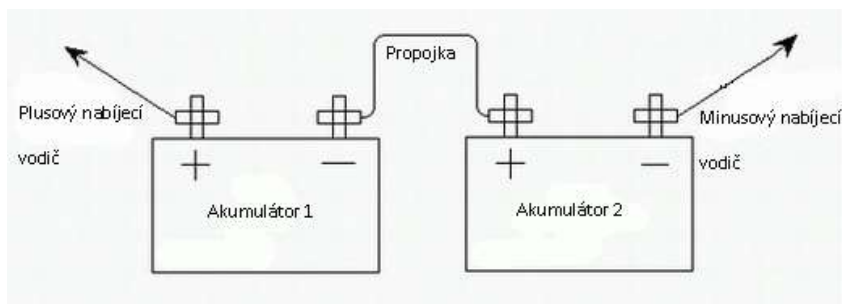 Propojka
Plusový nabíjecí
vodič
Minusový nabíjecí
vodič
+
—
+
—
Akumulátor 1
Akumulátor 2